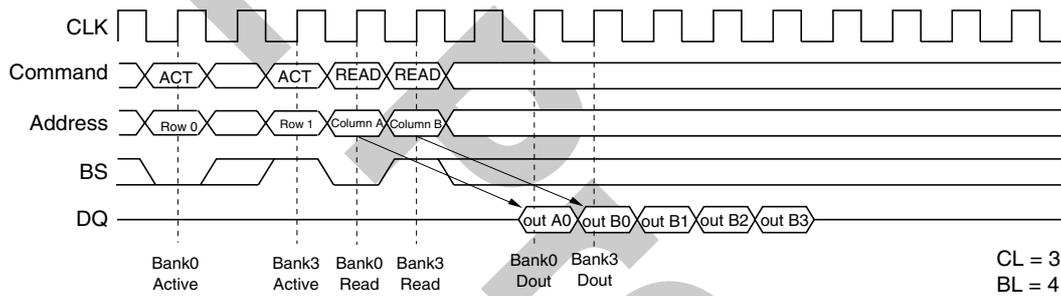 CLK
Command
ACT
ACT
READ
READ
Address
Row 0
Row 1
Column A
Column B
BS
DQ
out A0
out B0
out B1
out B2
out B3
Bank0
Active
Bank3
Active
Bank0
Read
Bank3
Read
Bank0
Dout
Bank3
Dout
CL = 3
BL = 4